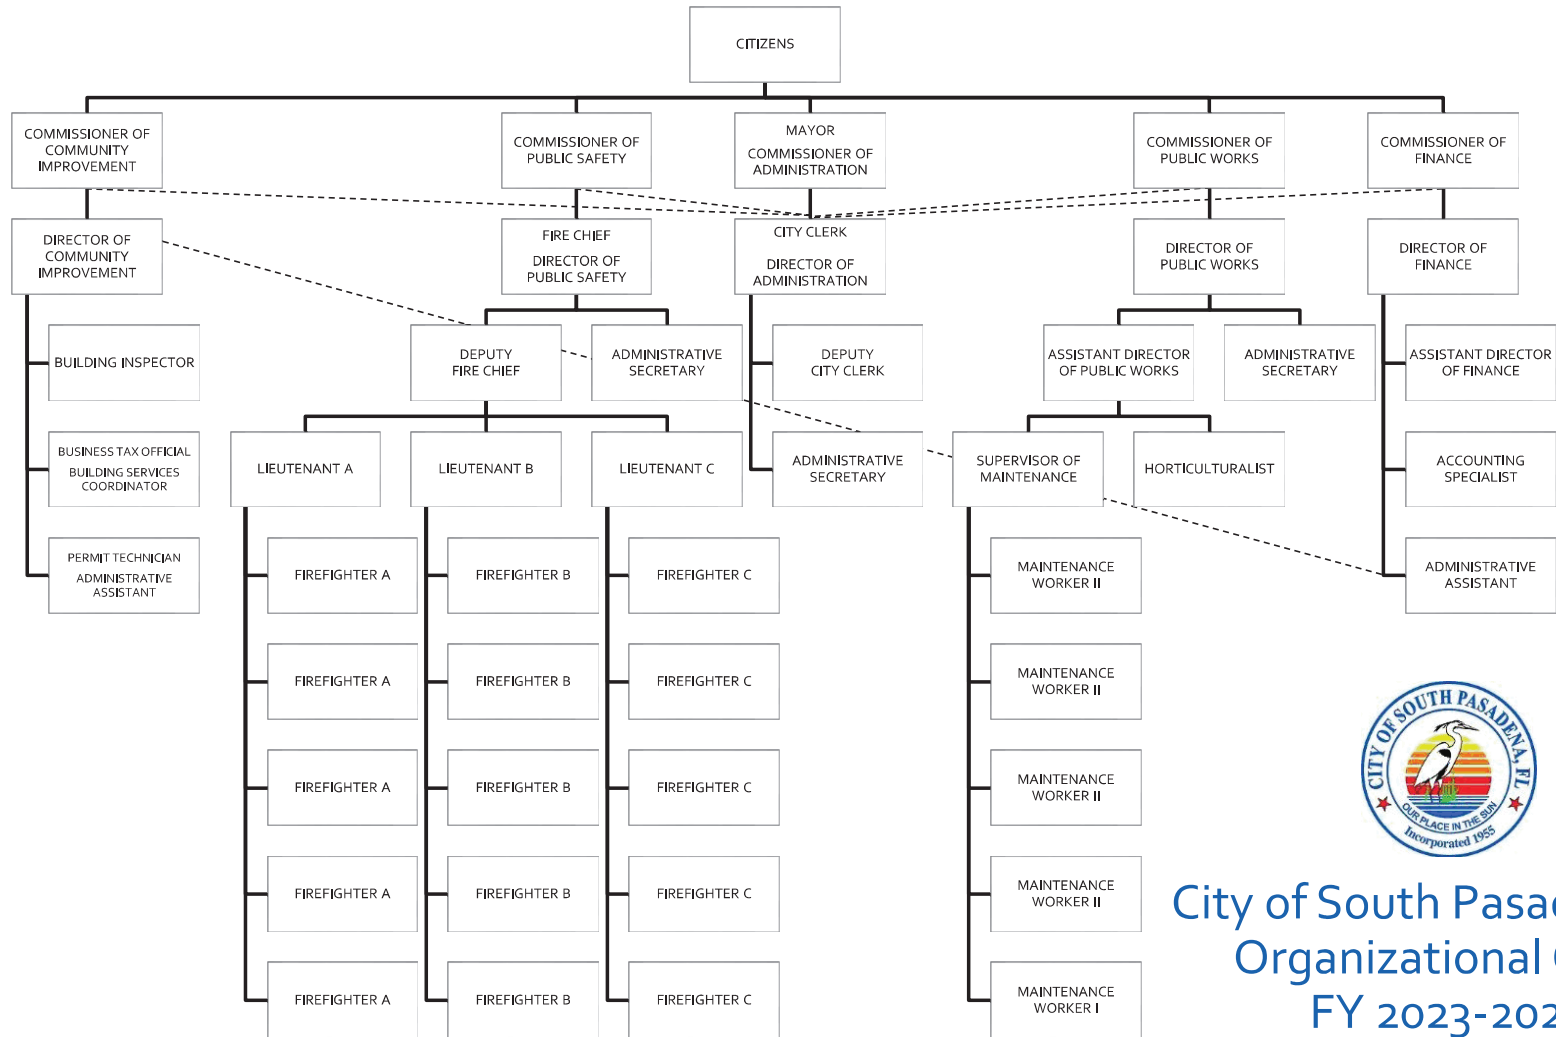 CITIZENS
COMMISSIONER OF
COMMUNITY
IMPROVEMENT
COMMISSIONER OF
PUBLIC SAFETY
MAYOR
COMMISSIONER OF
ADMINISTRATION
COMMISSIONER OF
PUBLIC WORKS
COMMISSIONER OF
FINANCE
DIRECTOR OF
COMMUNITY
IMPROVEMENT
FIRE CHIEF
DIRECTOR OF
PUBLIC SAFETY
CITY CLERK
DIRECTOR OF
ADMINISTRATION
DIRECTOR OF
PUBLIC WORKS
DIRECTOR OF
FINANCE
BUILDING INSPECTOR
DEPUTY
FIRE CHIEF
ADMINISTRATIVE
SECRETARY
DEPUTY
CITY CLERK
ASSISTANT DIRECTOR
OF PUBLIC WORKS
ADMINISTRATIVE
SECRETARY
ASSISTANT DIRECTOR
OF FINANCE
BUSINESS TAX OFFICIAL
BUILDING SERVICES
COORDINATOR
LIEUTENANT A
LIEUTENANT B
LIEUTENANT C
ADMINISTRATIVE
SECRETARY
SUPERVISOR OF
MAINTENANCE
HORTICULTURALIST
ACCOUNTING
SPECIALIST
PERMIT TECHNICIAN
ADMINISTRATIVE
ASSISTANT
FIREFIGHTER A
FIREFIGHTER B
FIREFIGHTER C
MAINTENANCE
WORKER II
ADMINISTRATIVE
ASSISTANT
FIREFIGHTER A
FIREFIGHTER B
FIREFIGHTER C
MAINTENANCE
WORKER II
FIREFIGHTER A
FIREFIGHTER B
FIREFIGHTER C
MAINTENANCE
WORKER II
FIREFIGHTER A
FIREFIGHTER B
FIREFIGHTER C
MAINTENANCE
WORKER II
FIREFIGHTER A
FIREFIGHTER B
FIREFIGHTER C
MAINTENANCE
WORKER I
CITY OF SOUTH PASADENA, FL
OUR PLACE IN THE SUN
Incorporated 1955
City of South Pasad
Organizational
FY 2023-202